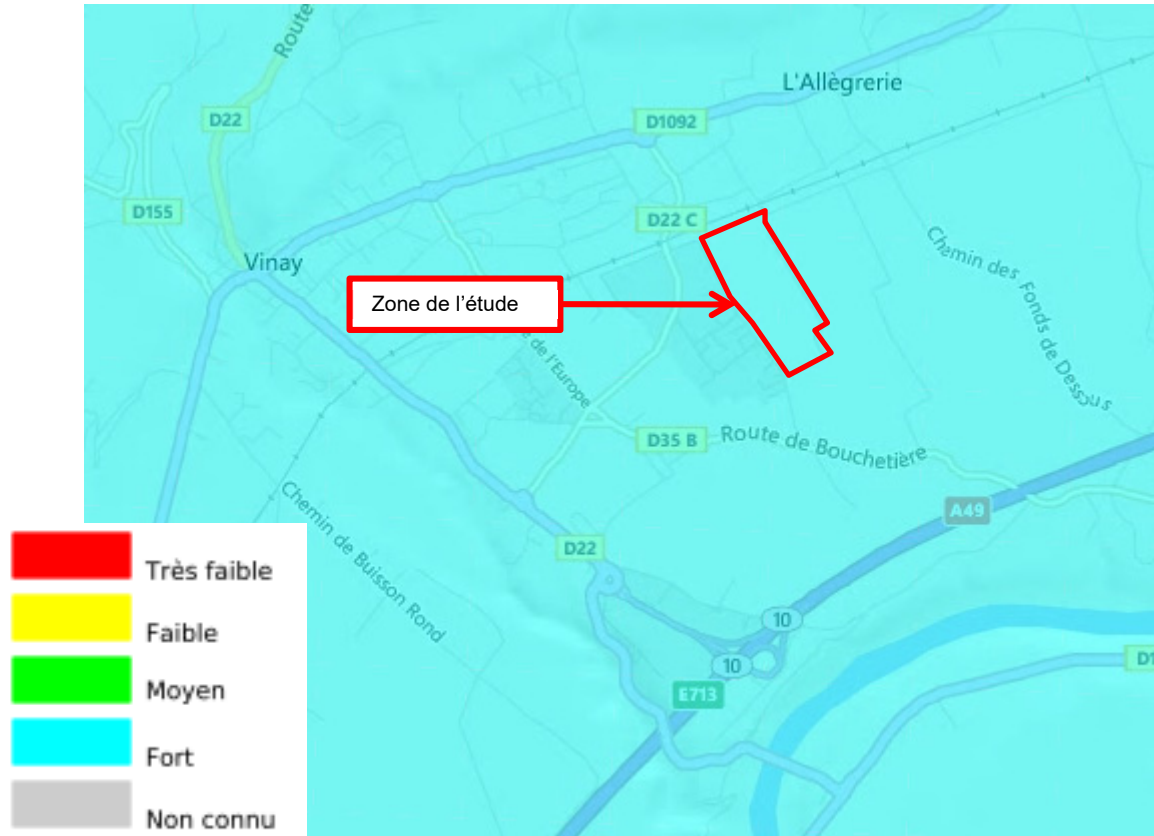 Route
L'Allègrerie
D22
D1092
D155
D22 C
Vinay
Chemin des Fonds de Dessus
Zone de l'étude
de l'Europe
D35 B
Route de Bouchetière
Chemin de Buisson Rond
A49
D22
10
10
E713
Très faible
Faible
Moyen
Fort
Non connu